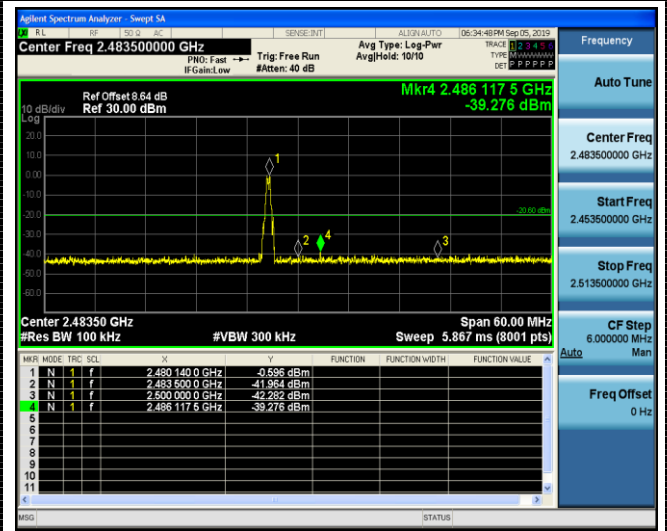 Agilent Spectrum Analyzer - Swept SA
RL RF 50 Ω AC SENSE:INT ALIGN AUTO 06:34:48PM Sep 05, 2019
Center Freq 2.483500000 GHz
PNO: Fast
IFGain:Low
Trig: Free Run
#Atten: 40 dB
Avg Type: Log-Pwr
Avg|Hold: 10/10
TRACE 1 2 3 4 5 6
TYPE M
DET P P P P P P
Ref Offset 8.64 dB
10 dB/div Ref 30.00 dBm
Log
Mkr4 2.486 117 5 GHz
-39.276 dBm
20.0
10.0
0.00
-10.0
-20.0
-30.0
-40.0
-50.0
-60.0
1
2
4
3
-20.60 dBm
Center 2.48350 GHz Span 60.00 MHz
#Res BW 100 kHz #VBW 300 kHz Sweep 5.867 ms (8001 pts)
MKR MODE TRC SCL X Y FUNCTION FUNCTION WIDTH FUNCTION VALUE
1 N 1 f 2.480 140 0 GHz -0.596 dBm
2 N 1 f 2.483 500 0 GHz -41.964 dBm
3 N 1 f 2.500 000 0 GHz -42.282 dBm
4 N 1 f 2.486 117 5 GHz -39.276 dBm
5
6
7
8
9
10
11
MSG STATUS
Frequency
Auto Tune
Center Freq
2.483500000 GHz
Start Freq
2.453500000 GHz
Stop Freq
2.513500000 GHz
CF Step
6.000000 MHz
Auto Man
Freq Offset
0 Hz